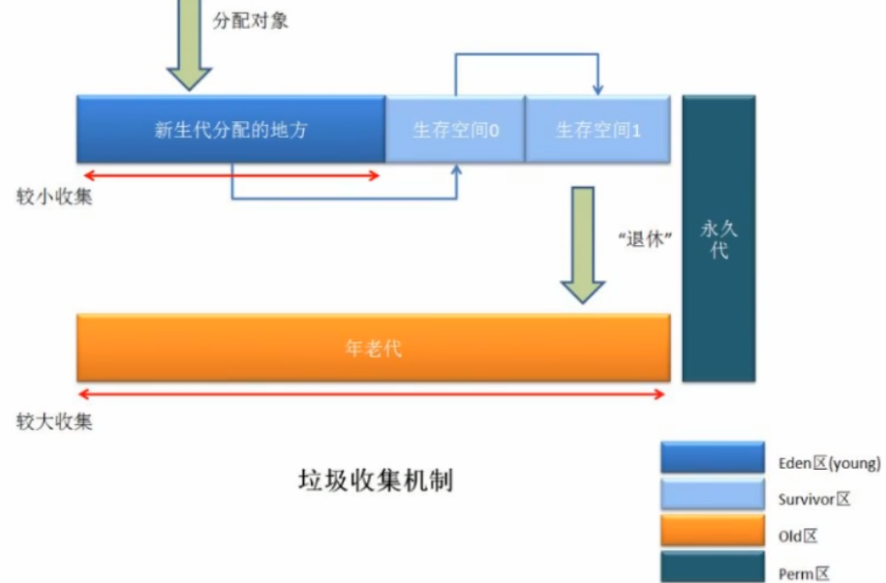 分配对象
新生代分配的地方
生存空间0
生存空间1
较小收集
“退休”
永久
代
年老代
较大收集
垃圾收集机制
Eden区(young)
Survivor区
Old区
Perm区